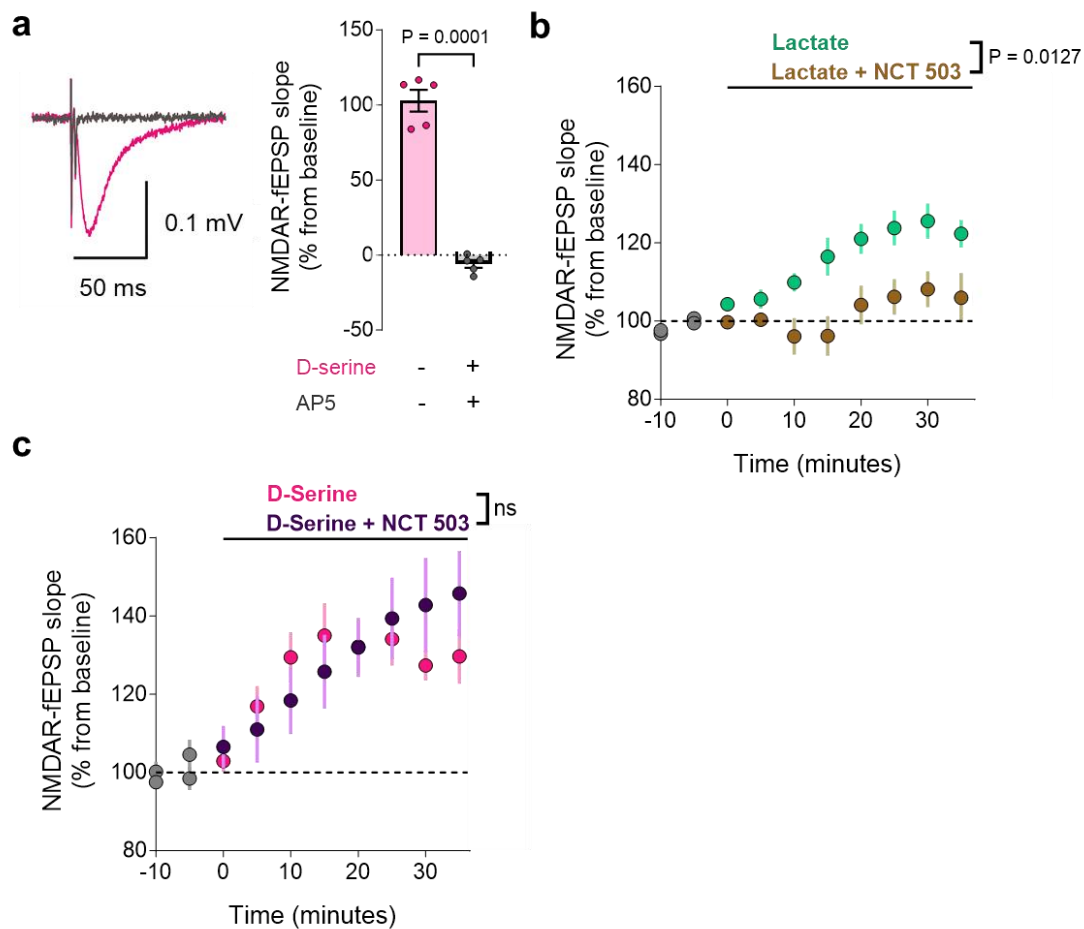 a
0.1 mV
50 ms
NMDAR-fEPSP slope
(% from baseline)
150
100
50
0
-50
P = 0.0001
D-serine - +
AP5 - +
b
Lactate
Lactate + NCT 503
P = 0.0127
NMDAR-fEPSP slope
(% from baseline)
160
140
120
100
80
-10 0 10 20 30
Time (minutes)
c
D-Serine
D-Serine + NCT 503
ns
NMDAR-fEPSP slope
(% from baseline)
160
140
120
100
80
-10 0 10 20 30
Time (minutes)